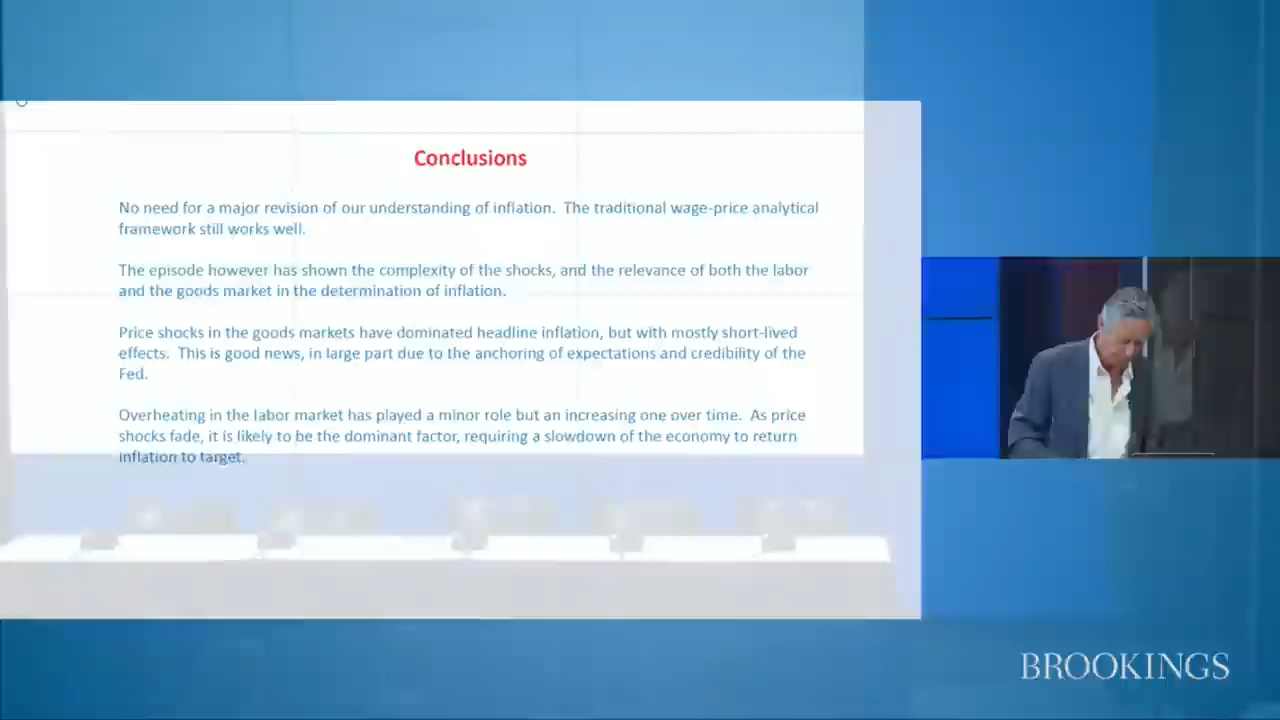 Conclusions
No need for a major revision of our understanding of inflation. The traditional wage-price analytical
framework still works well.
The episode however has shown the complexity of the shocks, and the relevance of both the labor
and the goods market in the determination of inflation.
Price shocks in the goods markets have dominated headline inflation, but with mostly short-lived
effects. This is good news, in large part due to the anchoring of expectations and credibility of the
Fed.
Overheating in the labor market has played a minor role but an increasing one over time. As price
shocks fade, it is likely to be the dominant factor, requiring a slowdown of the economy to return
inflation to target.
BROOKINGS